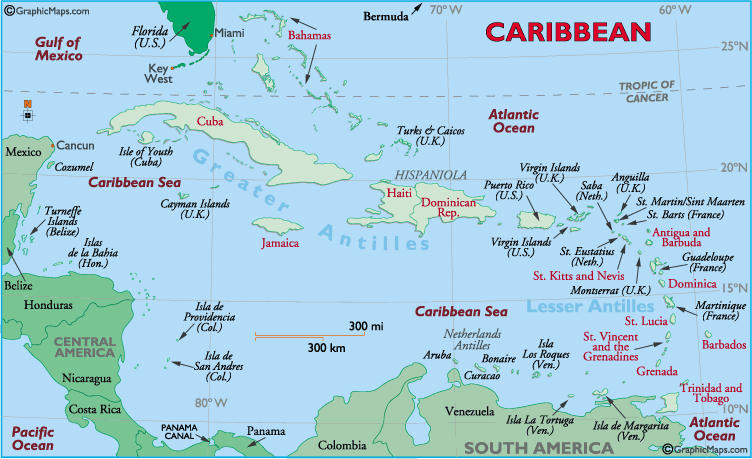 ©GraphicMaps.com
Bermuda
70°W
60°W
Florida
(U.S.)
Miami
Bahamas
CARIBBEAN
Gulf of
Mexico
25°N
Key
West
TROPIC OF
CANCER
N
Cuba
Atlantic
Ocean
Turks & Caicos
(U.K.)
Mexico
Cancun
Isle of Youth
(Cuba)
Cozumel
Greater
Antilles
HISPANIOLA
20°N
Caribbean Sea
Virgin Islands
(U.K.)
Anguilla
(U.K.)
Saba
(Neth.)
Puerto Rico
(U.S.)
St. Martin/Sint Maarten
St. Barts (France)
Haiti
Dominican
Rep.
Cayman Islands
(U.K.)
Turneffe
Islands
(Belize)
Jamaica
Virgin Islands
(U.S.)
St. Eustatius
(Neth.)
Antigua and
Barbuda
Islas
de la Bahia
(Hon.)
Guadeloupe
(France)
St. Kitts and Nevis
Montserrat (U.K.)
Dominica
Belize
15°N
Honduras
Isla de
Providencia
(Col.)
Caribbean Sea
Lesser Antilles
Martinique
(France)
St. Lucia
300 mi
300 km
CENTRAL
AMERICA
Netherlands
Antilles
Isla
Los Roques
(Ven.)
St. Vincent
and the
Grenadines
Barbados
Aruba
Bonaire
Curacao
Isla de
San Andres
(Col.)
Grenada
Nicaragua
Trinidad and
Tobago
Costa Rica
80°W
10°N
Pacific
Ocean
PANAMA
CANAL
Panama
Colombia
Venezuela
Isla La Tortuga
(Ven.)
Isla de Margarita
(Ven.)
Atlantic
Ocean
SOUTH AMERICA
©GraphicMaps.com